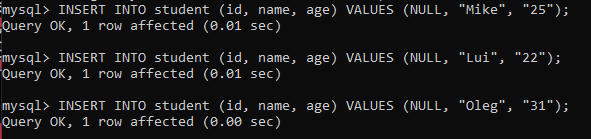 mysql> INSERT INTO student (id, name, age) VALUES (NULL, "Mike", "25");
Query OK, 1 row affected (0.01 sec)
mysql> INSERT INTO student (id, name, age) VALUES (NULL, "Lui", "22");
Query OK, 1 row affected (0.01 sec)
mysql> INSERT INTO student (id, name, age) VALUES (NULL, "Oleg", "31");
Query OK, 1 row affected (0.00 sec)